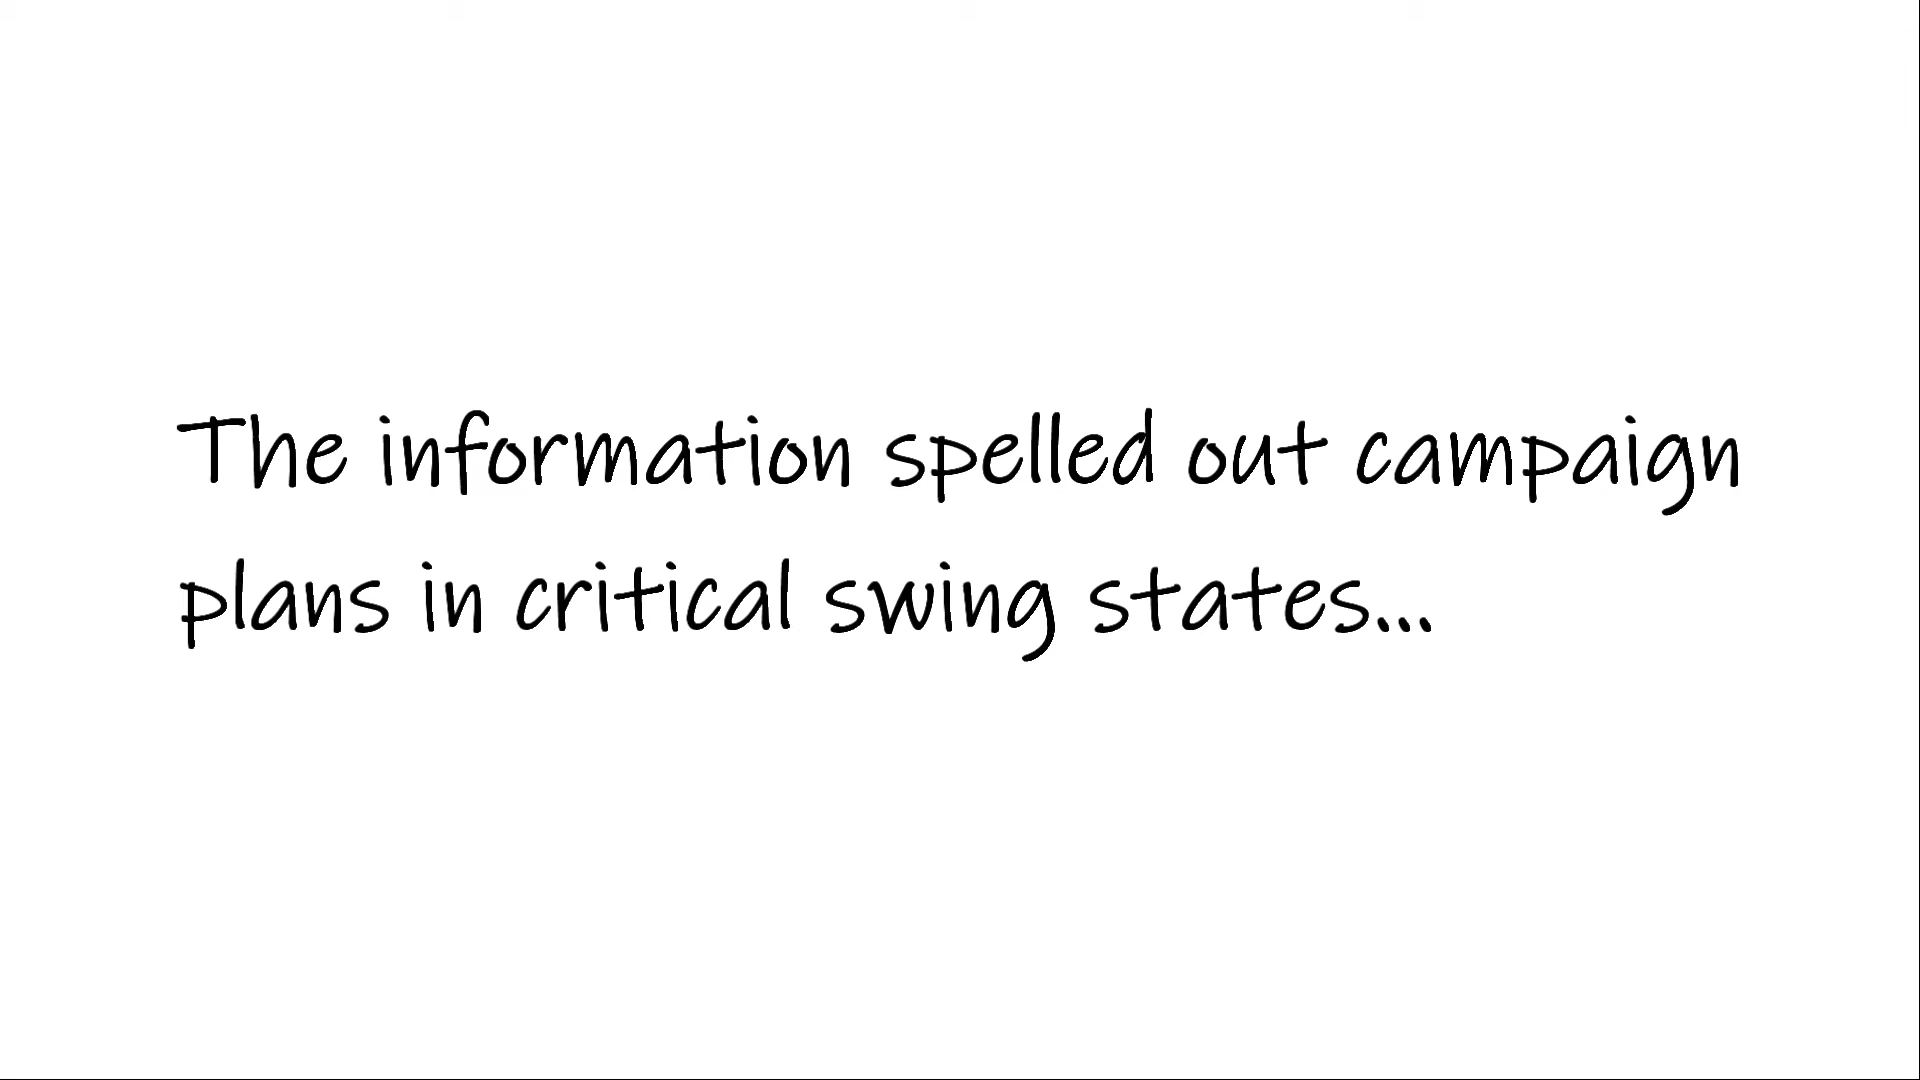 The information spelled out campaign
plans in critical swing states...